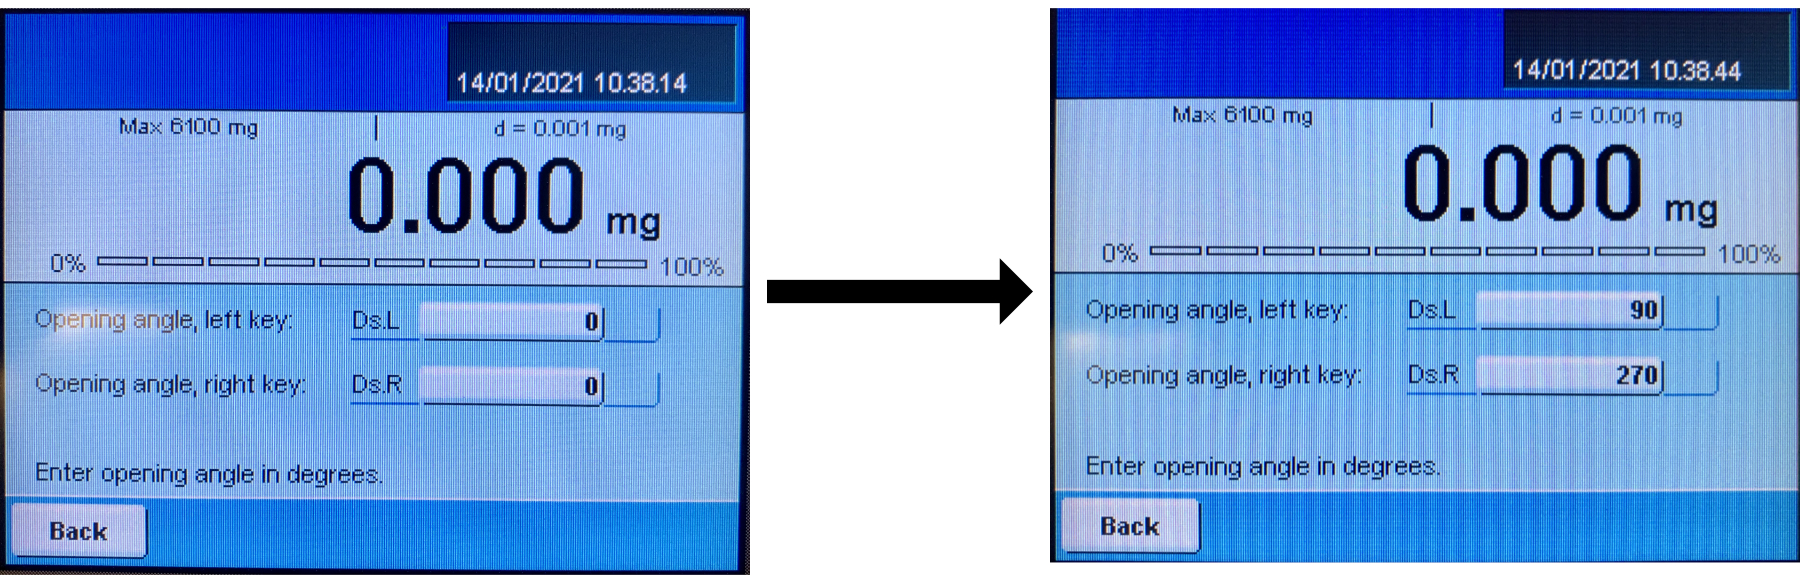 14/01/2021 10.38.14
Max 6100 mg d = 0.001 mg
0.000 mg
0% 100%
Opening angle, left key: Ds.L 0
Opening angle, right key: Ds.R 0
Enter opening angle in degrees.
Back
14/01/2021 10.38.44
Max 6100 mg d = 0.001 mg
0.000 mg
0% 100%
Opening angle, left key: Ds.L 90
Opening angle, right key: Ds.R 270
Enter opening angle in degrees.
Back